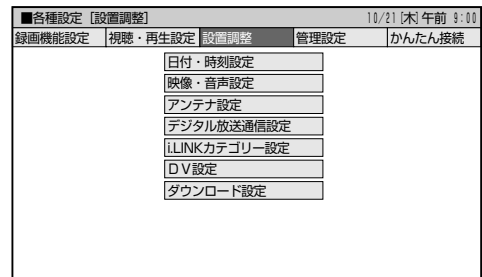 ■各種設定［設置調整］ 10/21[木]午前 9:00
録画機能設定 視聴・再生設定 設置調整 管理設定 かんたん接続
日付・時刻設定
映像・音声設定
アンテナ設定
デジタル放送通信設定
i.LINKカテゴリー設定
ＤＶ設定
ダウンロード設定